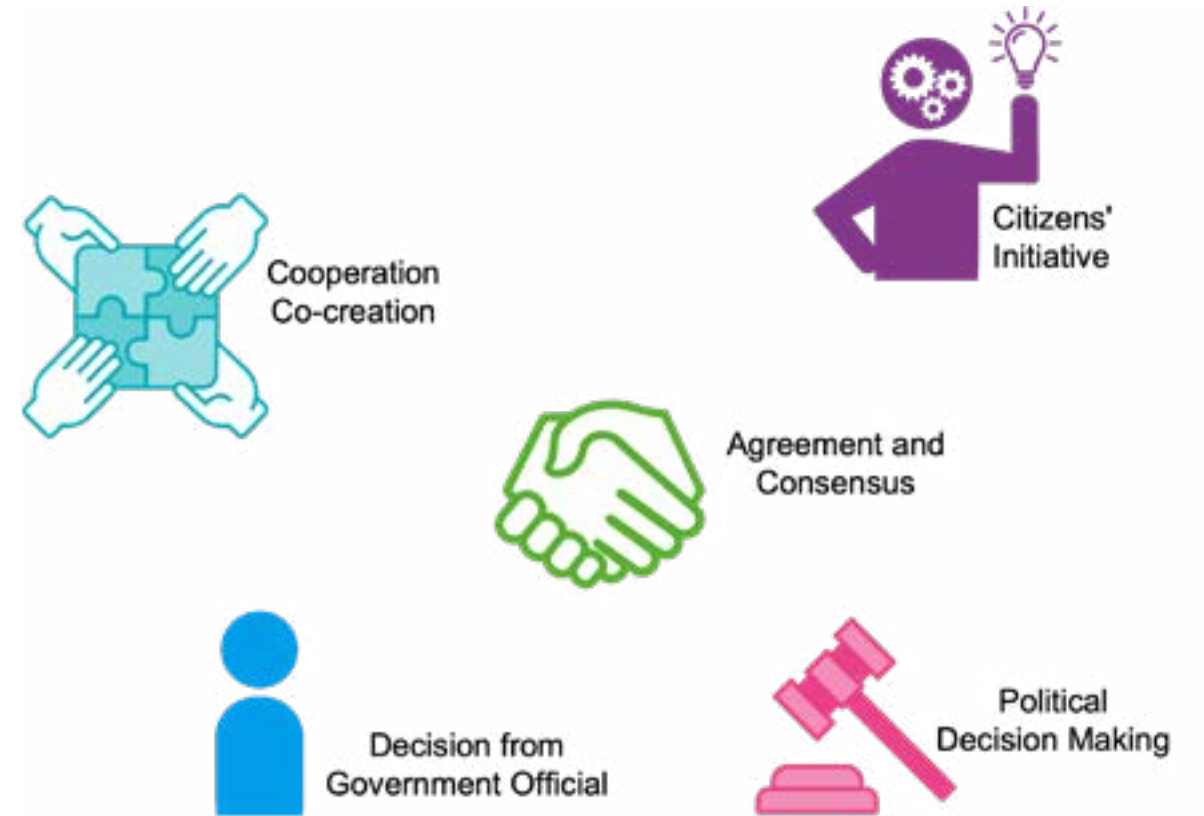 Citizens'
Initiative
Cooperation
Co-creation
Agreement and
Consensus
Decision from
Government Official
Political
Decision Making